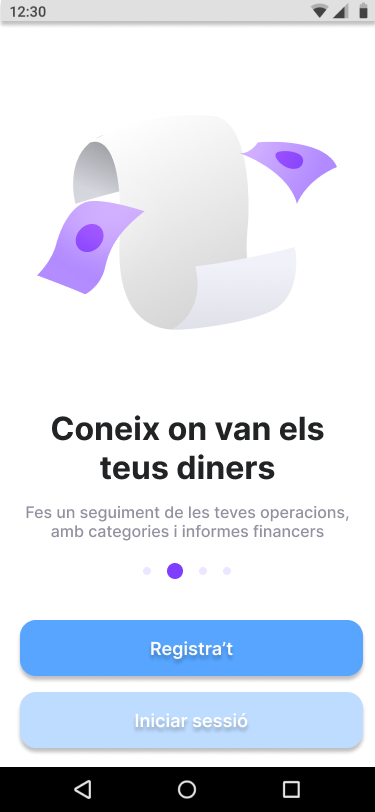 12:30
Coneix on van els
teus diners
Fes un seguiment de les teves operacions,
amb categories i informes financers
Registra’t
Iniciar sessió